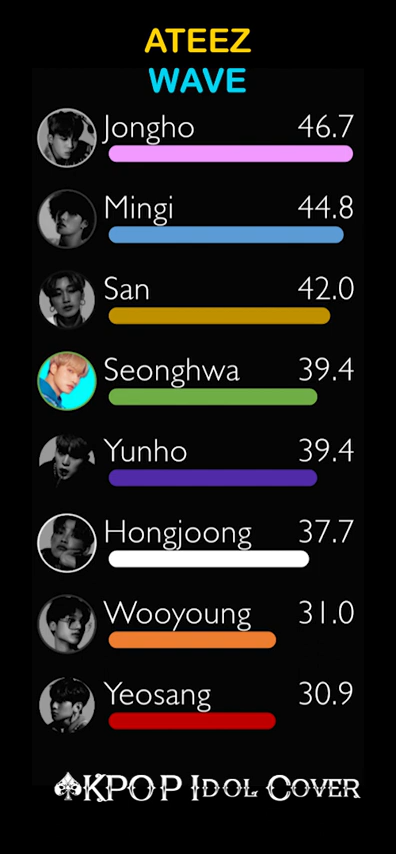 ATEEZ
WAVE
Jongho 46.7
Mingi 44.8
San 42.0
Seonghwa 39.4
Yunho 39.4
Hongjoong 37.7
Wooyoung 31.0
Yeosang 30.9
KPOP IDOL COVER